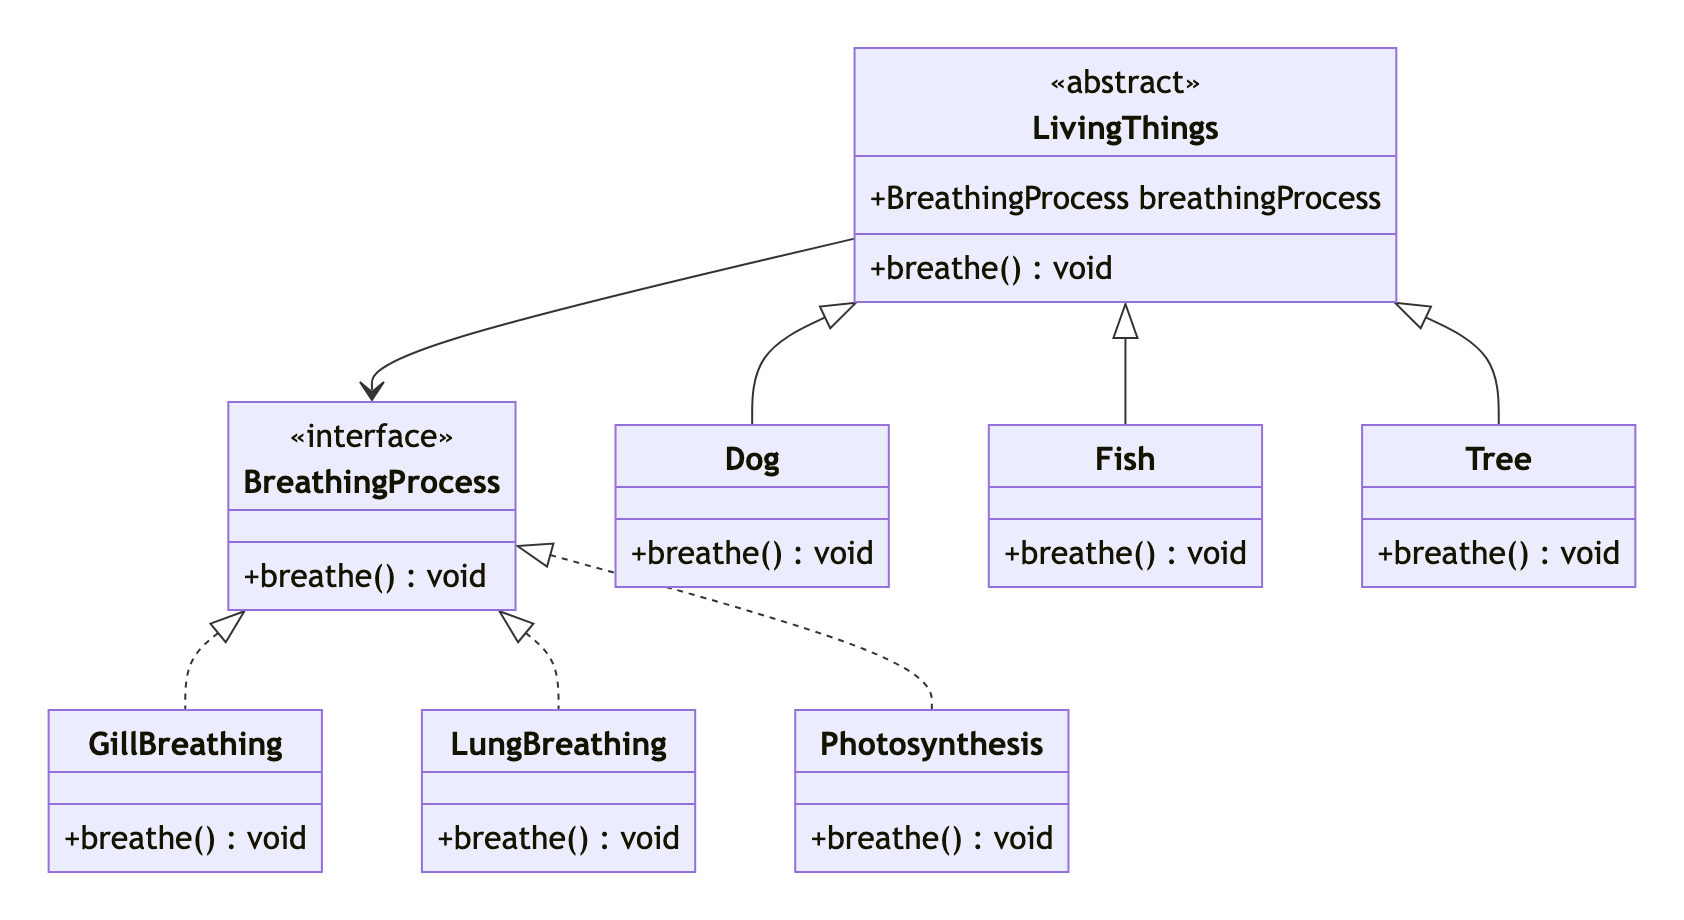 «abstract»
LivingThings
+BreathingProcess breathingProcess
+breathe() : void
«interface»
BreathingProcess
+breathe() : void
Dog
+breathe() : void
Fish
+breathe() : void
Tree
+breathe() : void
GillBreathing
+breathe() : void
LungBreathing
+breathe() : void
Photosynthesis
+breathe() : void